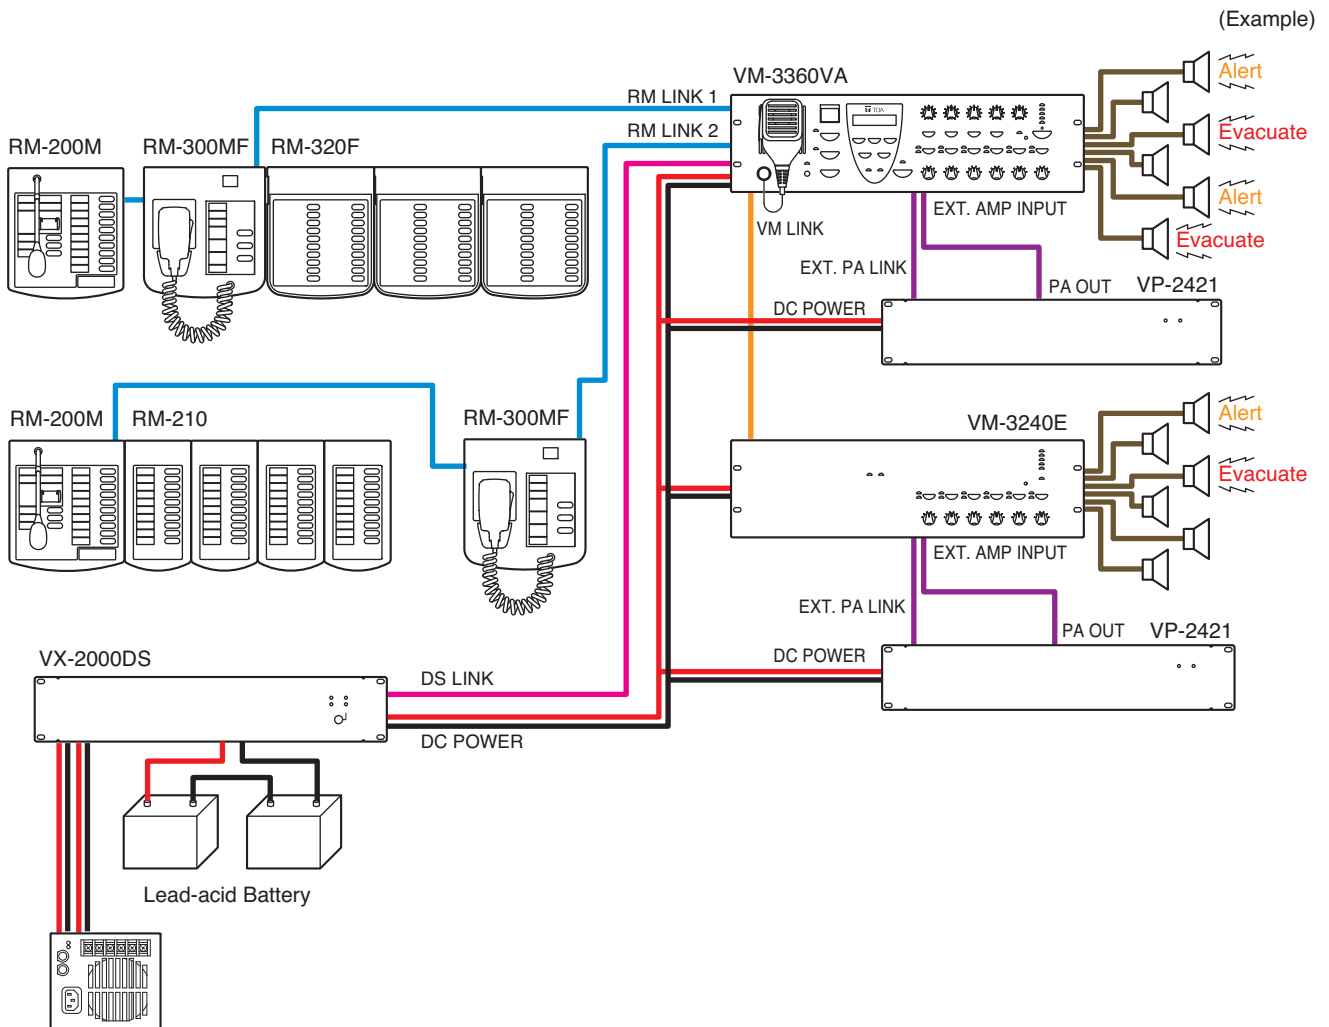 (Example)
VM-3360VA
RM LINK 1
Alert
RM LINK 2
TOA
Evacuate
RM-200M
RM-300MF
RM-320F
Alert
EXT. AMP INPUT
VM LINK
Evacuate
EXT. PA LINK
PA OUT
VP-2421
DC POWER
RM-200M
RM-210
RM-300MF
VM-3240E
Alert
Evacuate
EXT. AMP INPUT
EXT. PA LINK
PA OUT
VP-2421
VX-2000DS
DS LINK
DC POWER
DC POWER
Lead-acid Battery